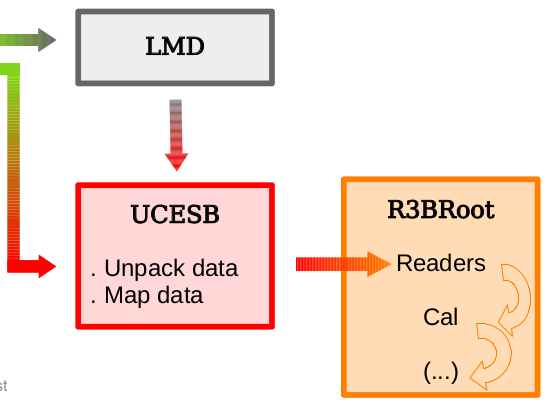 LMD
UCESB
. Unpack data
. Map data
R3BRoot
Readers
Cal
(...)